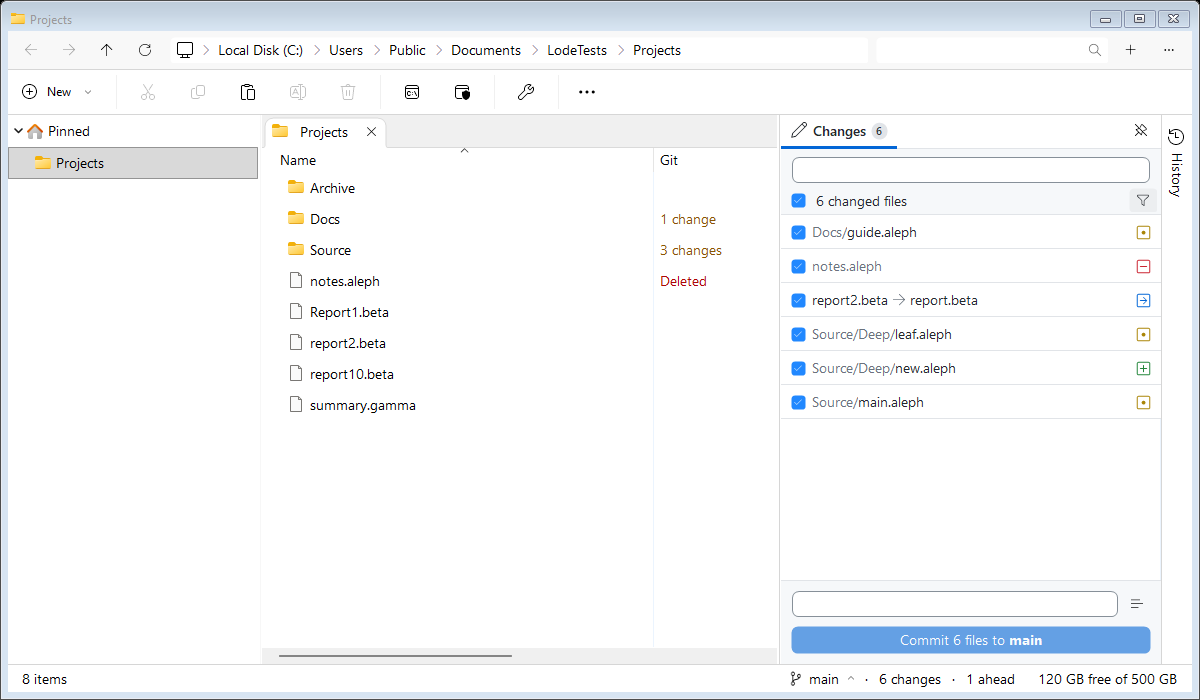 Projects
Local Disk (C:) Users Public Documents LodeTests Projects
New
Pinned
Projects
Projects
Name Git
Archive
Docs 1 change
Source 3 changes
notes.aleph Deleted
Report1.beta
report2.beta
report10.beta
summary.gamma
Changes 6
6 changed files
Docs/guide.aleph
notes.aleph
report2.beta → report.beta
Source/Deep/leaf.aleph
Source/Deep/new.aleph
Source/main.aleph
Commit 6 files to main
History
8 items
main · 6 changes · 1 ahead 120 GB free of 500 GB